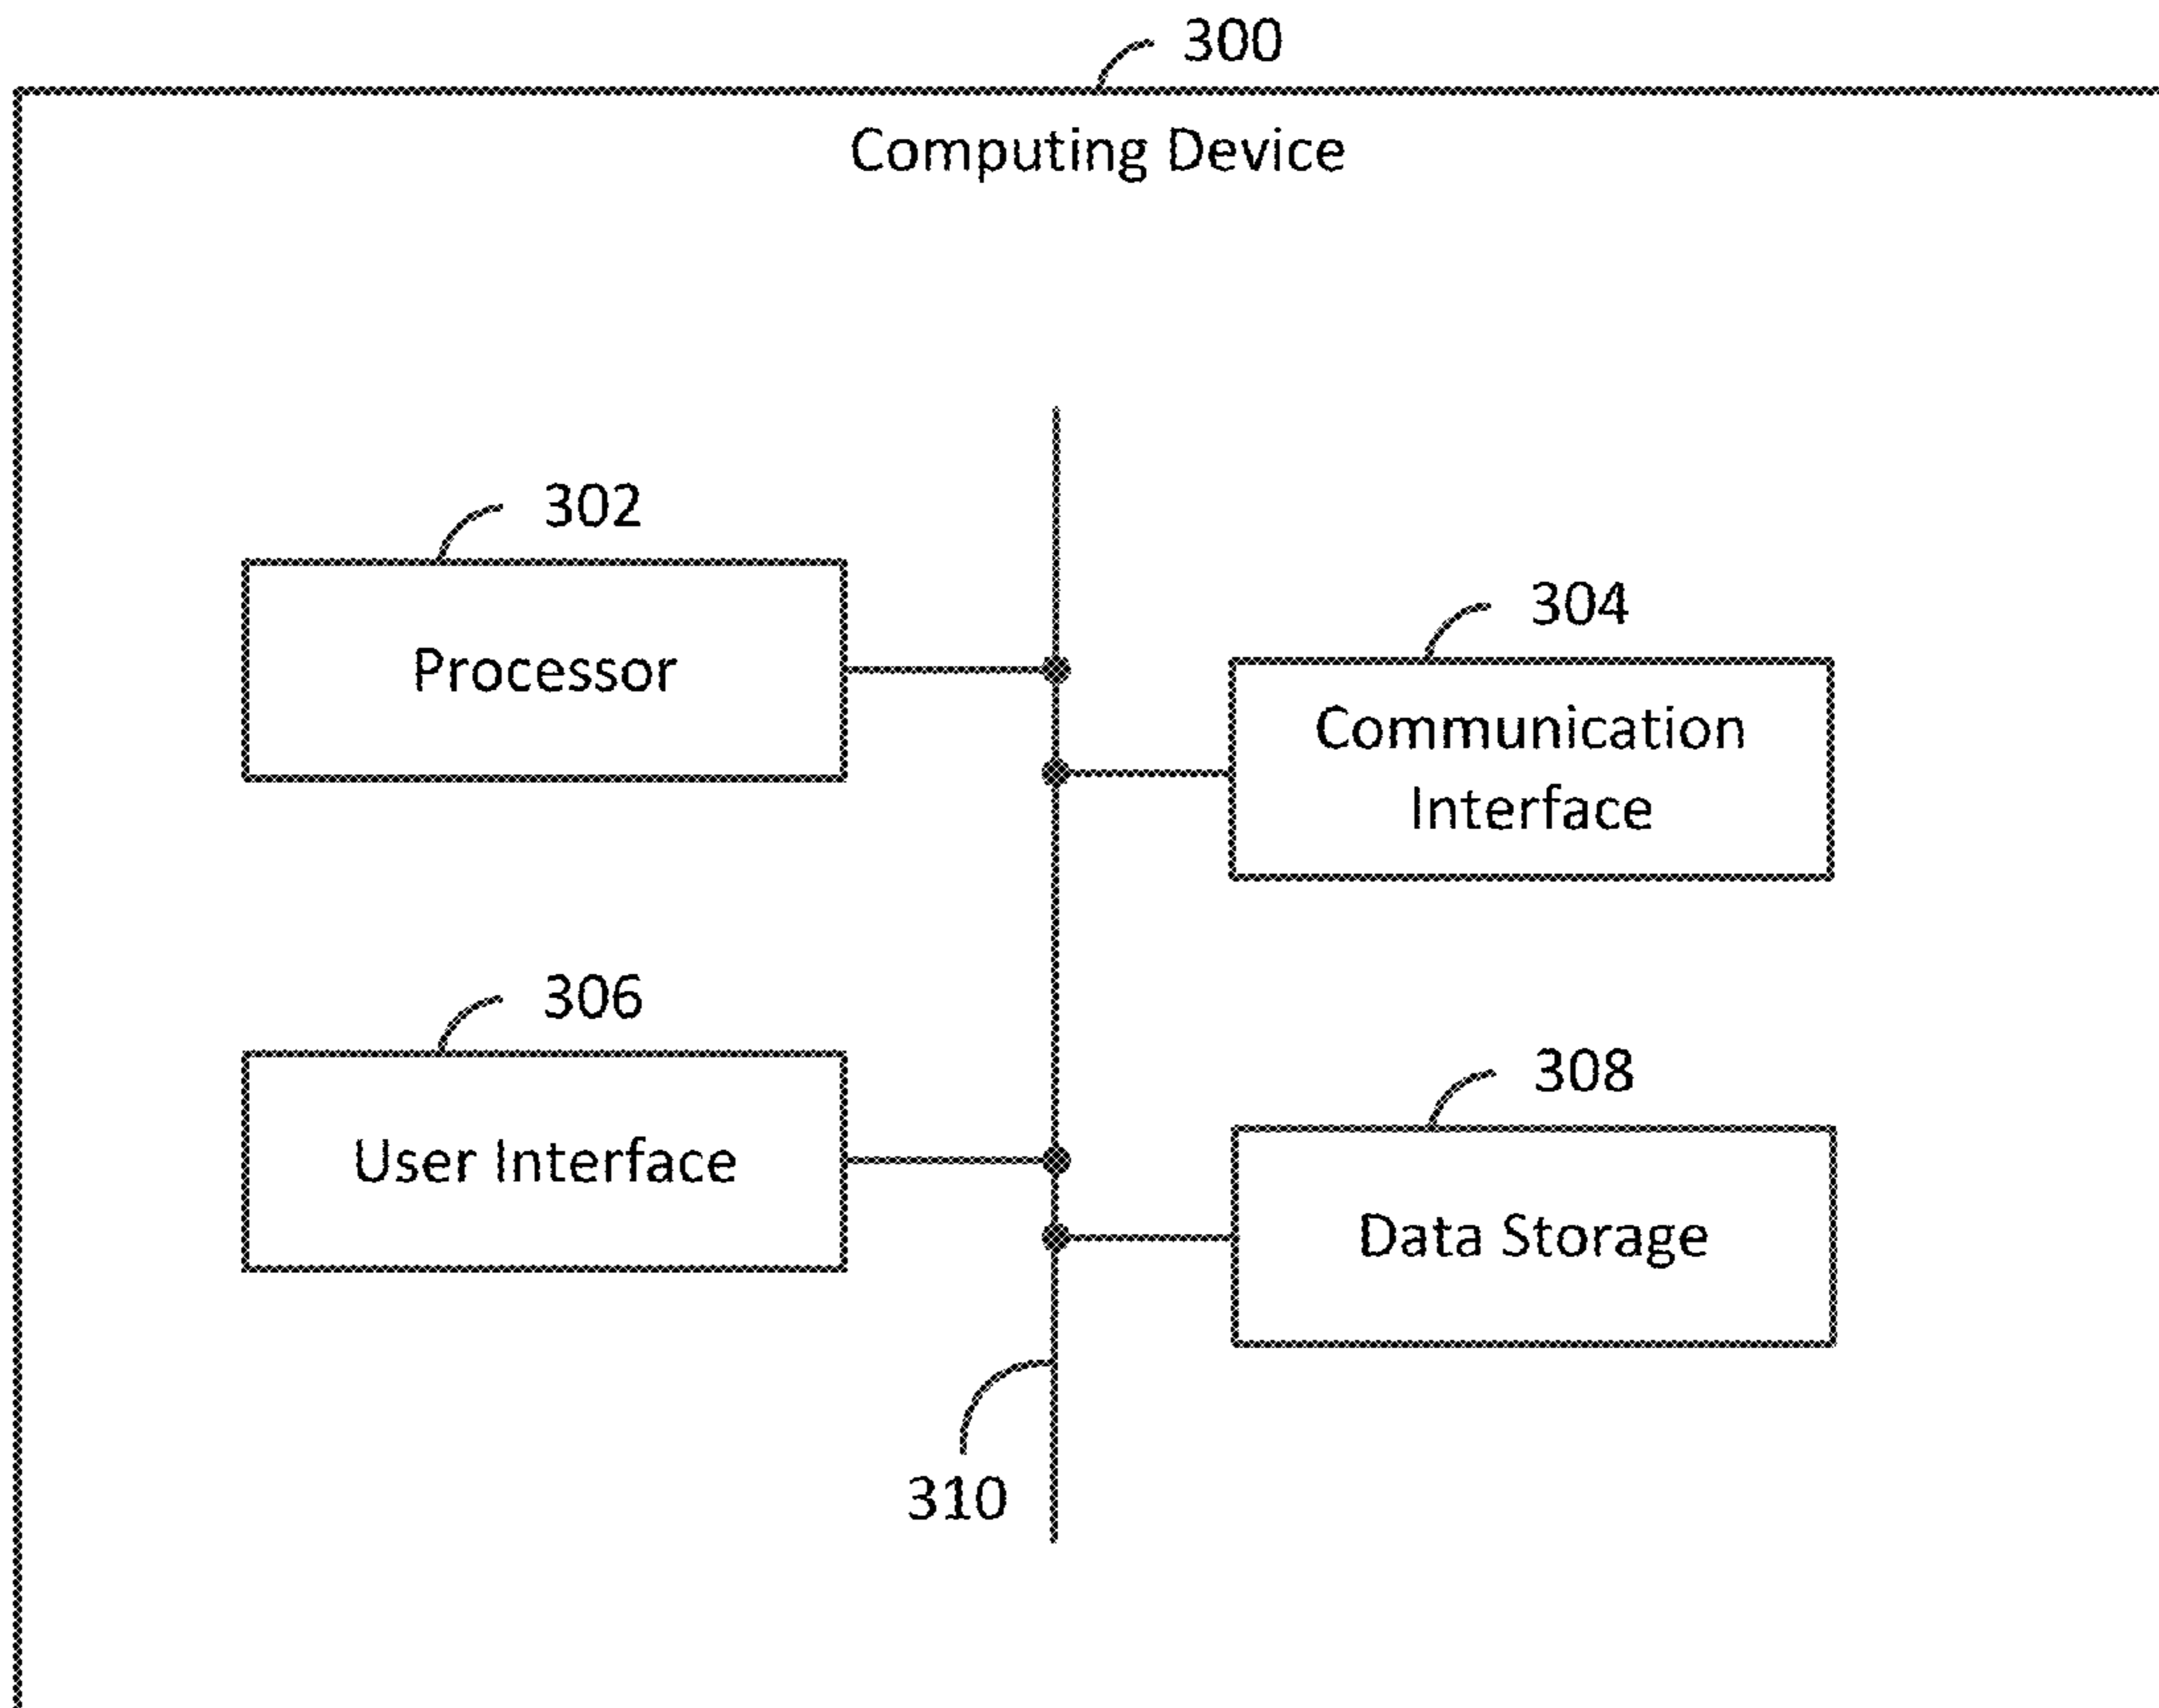 300
Computing Device
302
Processor
304
Communication
Interface
306
User Interface
308
Data Storage
310